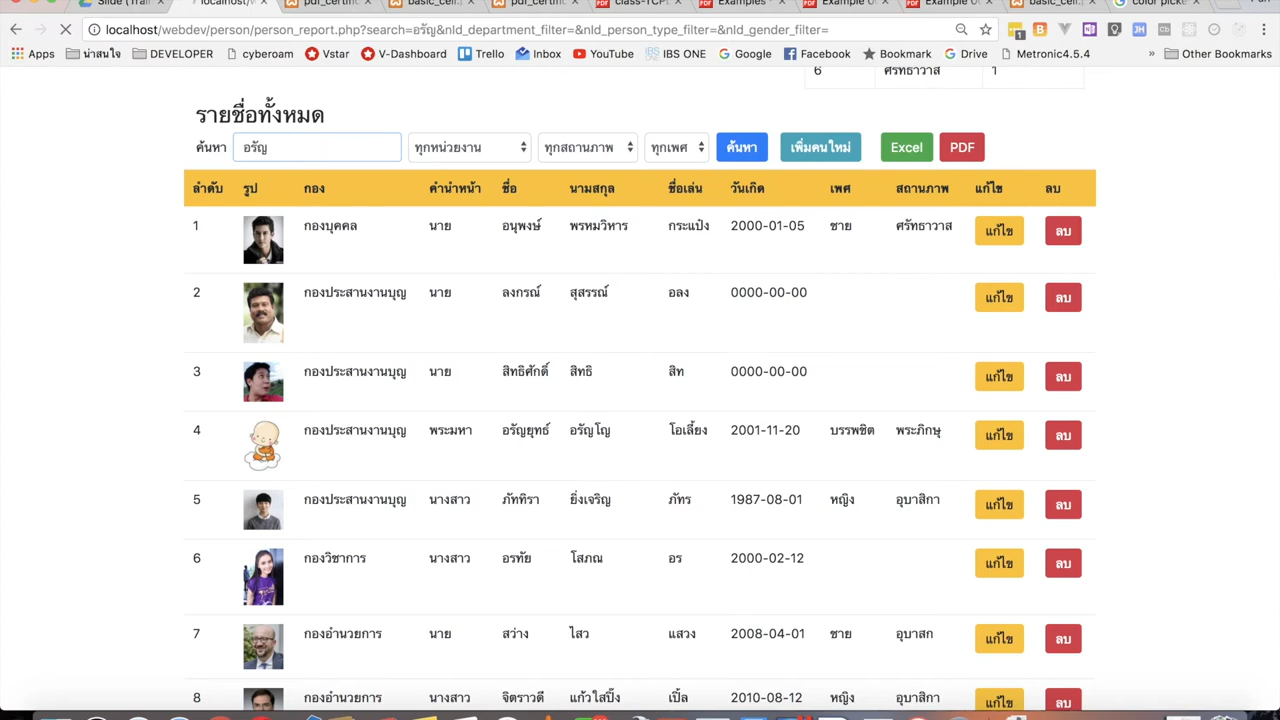 Slide (Trai
localhost/w
pdf_certific
basic_cell.p
pdf_certific
class-TCPD
Examples
Example 0
Example 0
basic_cell.p
color picke
localhost/webdev/person/person_report.php?search=อรัญ&nld_department_filter=&nld_person_type_filter=&nld_gender_filter=
Apps น่าสนใจ DEVELOPER cyberoam Vstar V-Dashboard Trello Inbox YouTube IBS ONE Google Facebook Bookmark Drive Metronic4.5.4 » Other Bookmarks
6 ศรัทธาวาส 1
รายชื่อทั้งหมด
ค้นหา อรัญ ทุกหน่วยงาน ทุกสถานภาพ ทุกเพศ ค้นหา เพิ่มคนใหม่ Excel PDF
ลำดับ รูป กอง คำนำหน้า ชื่อ นามสกุล ชื่อเล่น วันเกิด เพศ สถานภาพ แก้ไข ลบ
1 กองบุคคล นาย อนุพงษ์ พรหมวิหาร กระแป๋ง 2000-01-05 ชาย ศรัทธาวาส แก้ไข ลบ
2 กองประสานงานบุญ นาย ลงกรณ์ สุสรรณ์ อลง 0000-00-00 แก้ไข ลบ
3 กองประสานงานบุญ นาย สิทธิศักดิ์ สิทธิ สิท 0000-00-00 แก้ไข ลบ
4 กองประสานงานบุญ พระมหา อรัญยุทธ์ อรัญโญ โอเลี้ยง 2001-11-20 บรรพชิต พระภิกษุ แก้ไข ลบ
5 กองประสานงานบุญ นางสาว ภัททิรา ยิ่งเจริญ ภัทร 1987-08-01 หญิง อุบาสิกา แก้ไข ลบ
6 กองวิชาการ นางสาว อรทัย โสภณ อร 2000-02-12 แก้ไข ลบ
7 กองอำนวยการ นาย สว่าง ไสว แสวง 2008-04-01 ชาย อุบาสก แก้ไข ลบ
8 กองอำนวยการ นางสาว จิตราวดี แก้วใสปิ๊ง เปิ้ล 2010-08-12 หญิง อุบาสิกา แก้ไข ลบ